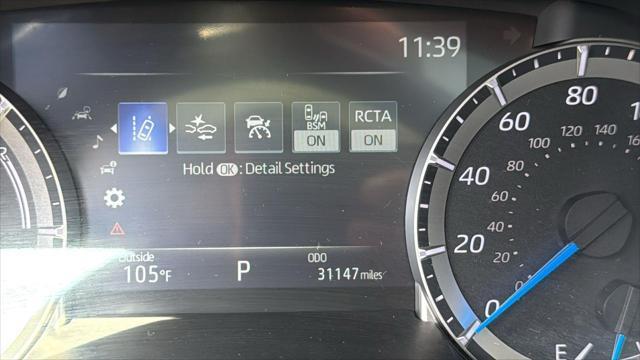 11:39
BSM
ON
RCTA
ON
Hold OK : Detail Settings
Outside
105°F
P
ODO
31147 miles
0
20
40
60
80
0
20
40
60
80
100
120
140
E